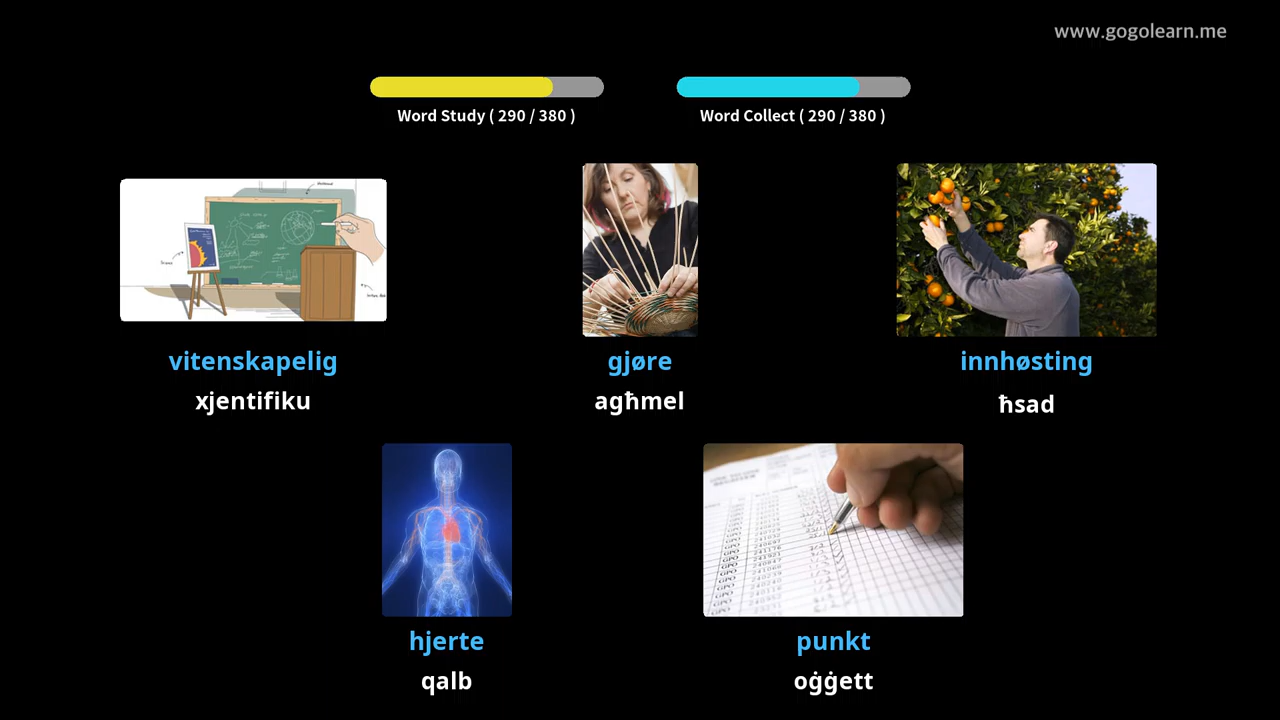 www.gogolearn.me
Word Study ( 290 / 380 )
Word Collect ( 290 / 380 )
vitenskapelig
gjøre
innhøsting
xjentifiku
agħmel
ħsad
hjerte
punkt
qalb
oġġett